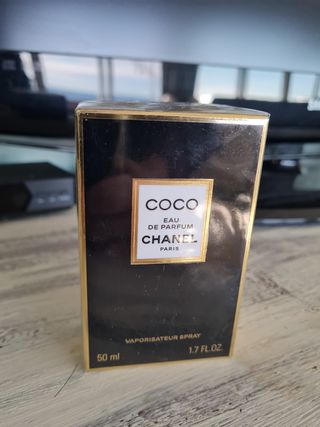 COCO
EAU
DE PARFUM
CHANEL
PARIS
VAPORISATEUR SPRAY
50 ml 1.7 FL.OZ.